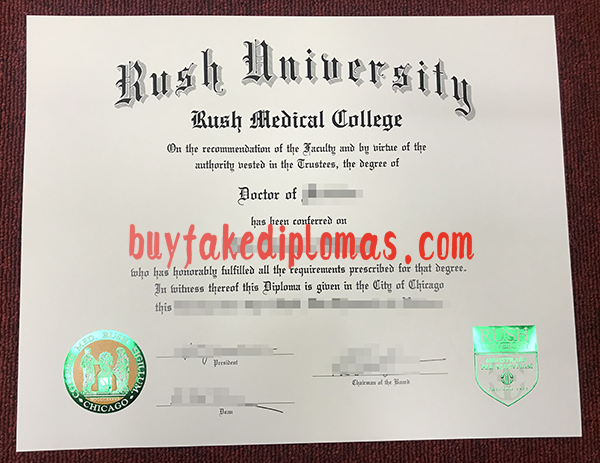 Rush University
Rush Medical College
On the recommendation of the Faculty and by virtue of the
authority vested in the Trustees, the degree of
Doctor of
has been conferred on
buyfakediplomas.com
who has honorably fulfilled all the requirements prescribed for that degree.
In witness thereof this Diploma is given in the City of Chicago
this
President
Chairman of the Board
Dean
CHICAGO
RUSH